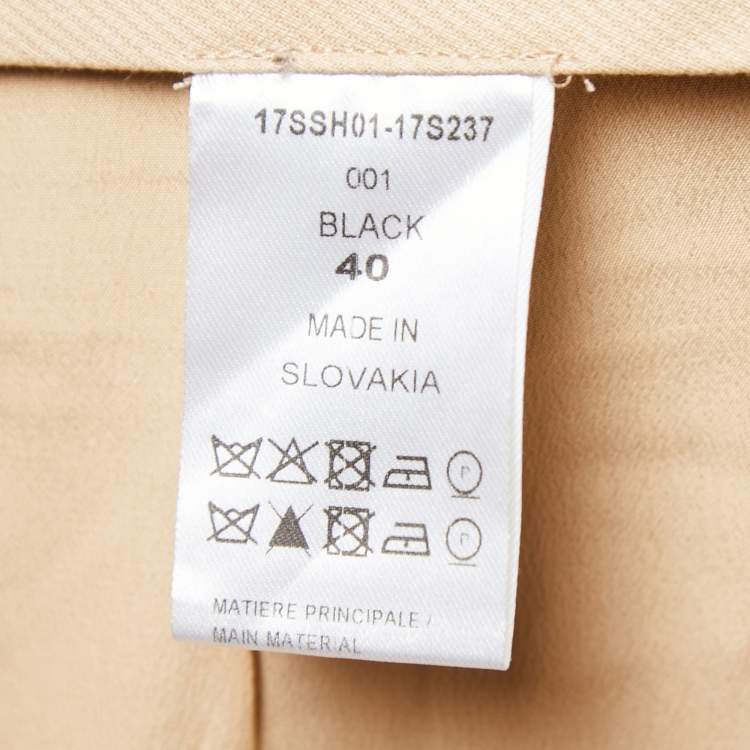 17SSH01-17S237
001
BLACK
40
MADE IN
SLOVAKIA
MATIERE PRINCIPALE /
MAIN MATERIAL